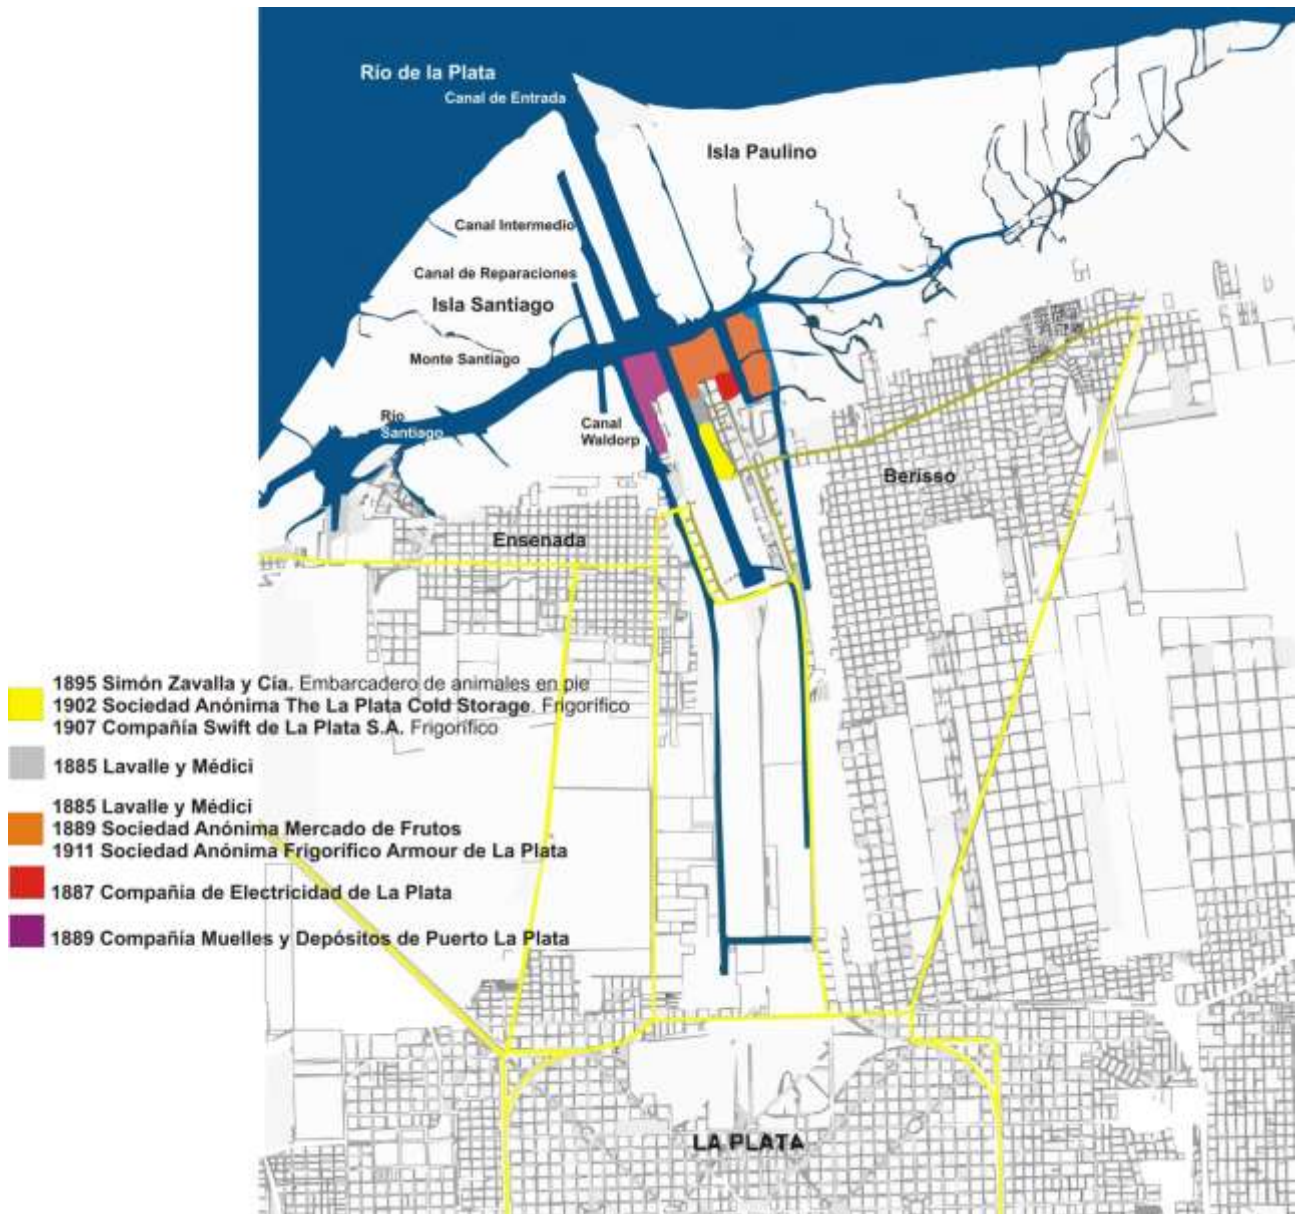 Río de la Plata
Canal de Entrada
Isla Paulino
Canal Intermedio
Canal de Reparaciones
Isla Santiago
Monte Santiago
Río
Santiago
Canal
Waldorp
Berisso
Ensenada
1895 Simón Zavalla y Cía. Embarcadero de animales en pie
1902 Sociedad Anónima The La Plata Cold Storage. Frigorífico
1907 Compañía Swift de La Plata S.A. Frigorífico
1885 Lavalle y Médici
1885 Lavalle y Médici
1889 Sociedad Anónima Mercado de Frutos
1911 Sociedad Anónima Frigorífico Armour de La Plata
1887 Compañía de Electricidad de La Plata
1889 Compañía Muelles y Depósitos de Puerto La Plata
LA PLATA